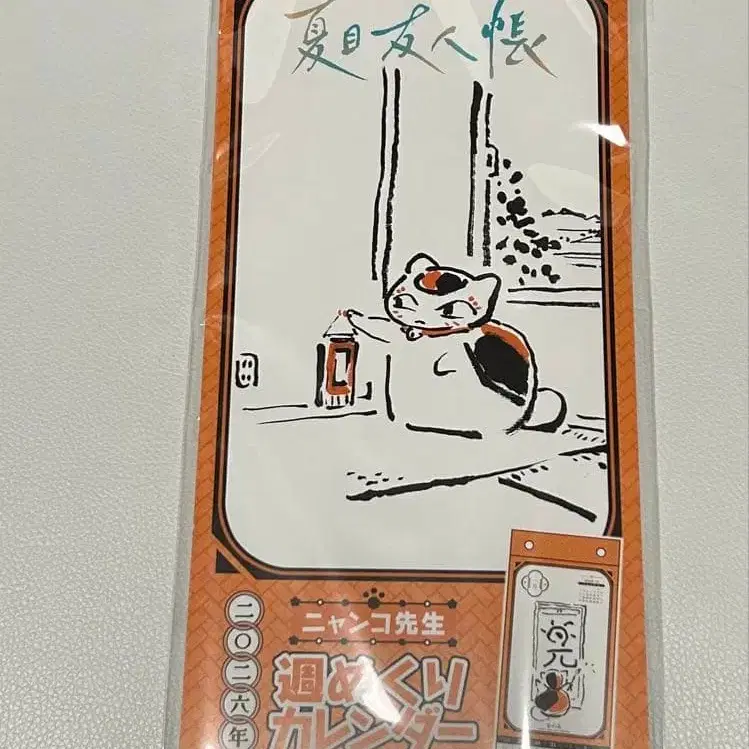 夏目友人帳
ニャンコ先生
週めくり
カレンダー
二〇二六年